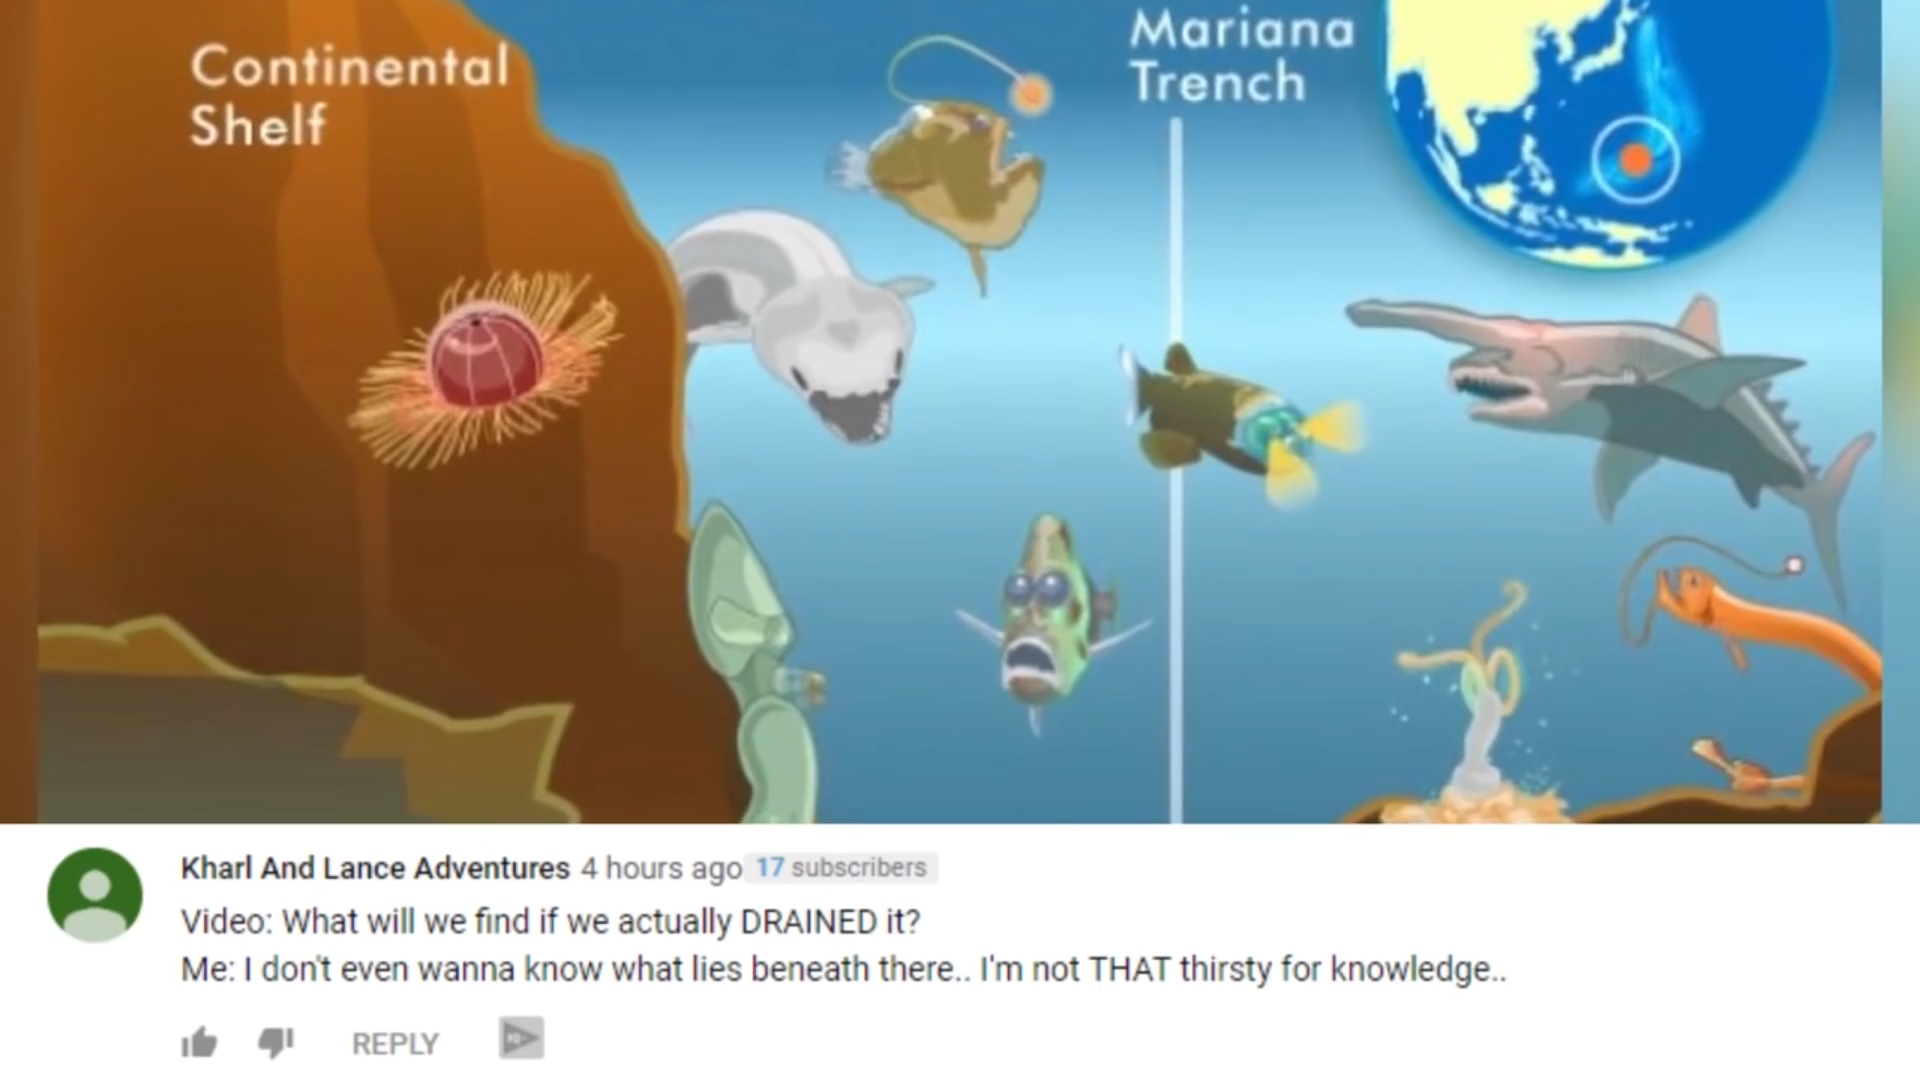 Continental
Shelf
Mariana
Trench
Kharl And Lance Adventures 4 hours ago 17 subscribers
Video: What will we find if we actually DRAINED it?
Me: I don't even wanna know what lies beneath there.. I'm not THAT thirsty for knowledge..
REPLY